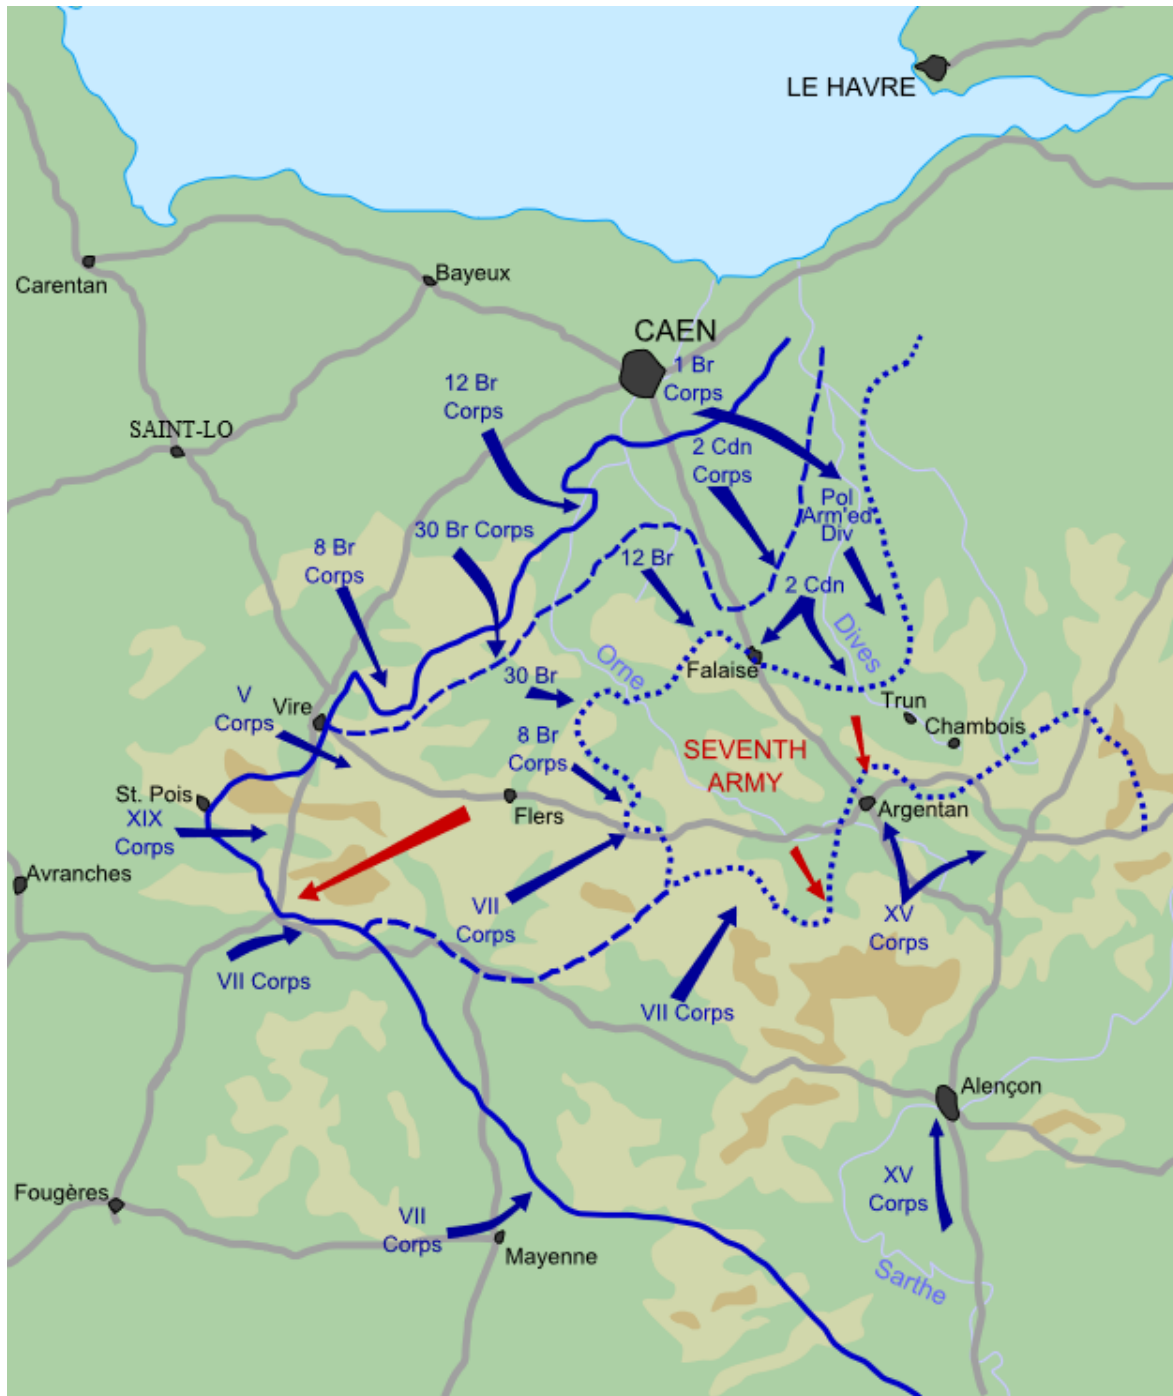 LE HAVRE
Carentan
Bayeux
CAEN
1 Br
Corps
12 Br
Corps
SAINT-LO
2 Cdn
Corps
Pol
Arm'ed
Div
30 Br Corps
8 Br
Corps
12 Br
2 Cdn
Dives
Orne
Falaise
30 Br
V
Corps
Vire
Trun
Chambois
8 Br
Corps
SEVENTH
ARMY
St. Pois
XIX
Corps
Flers
Argentan
Avranches
VII
Corps
XV
Corps
VII Corps
VII Corps
Alençon
XV
Corps
Fougères
VII
Corps
Mayenne
Sarthe